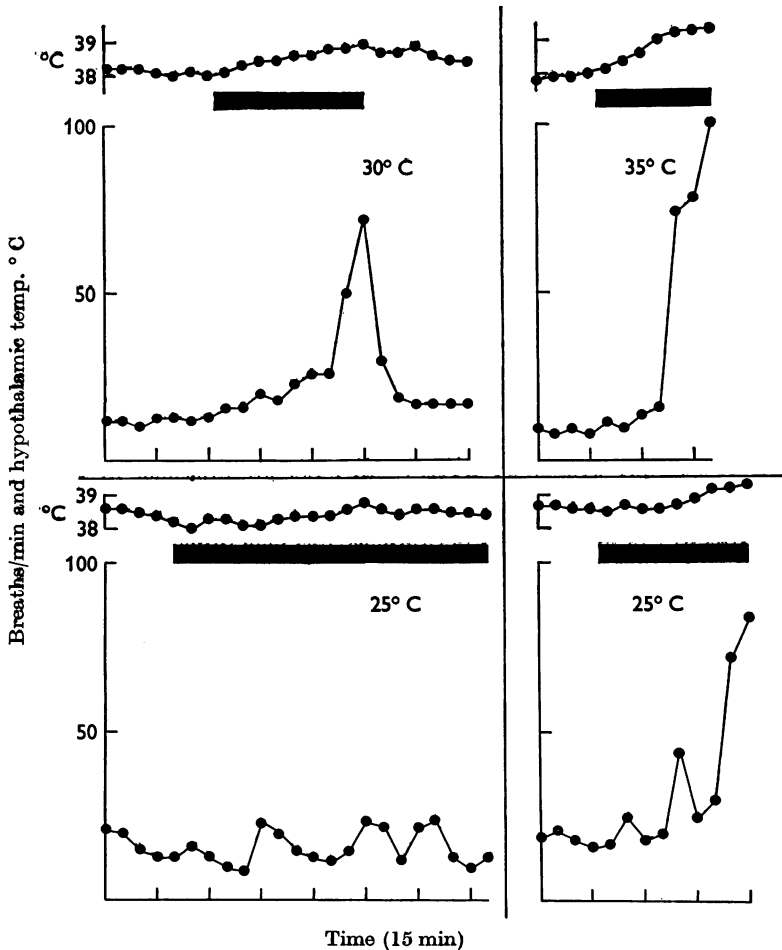 °C
39
38
100
30° C
35° C
50
Breaths/min and hypothalamic temp. ° C
°C
39
38
100
25° C
25° C
50
Time (15 min)